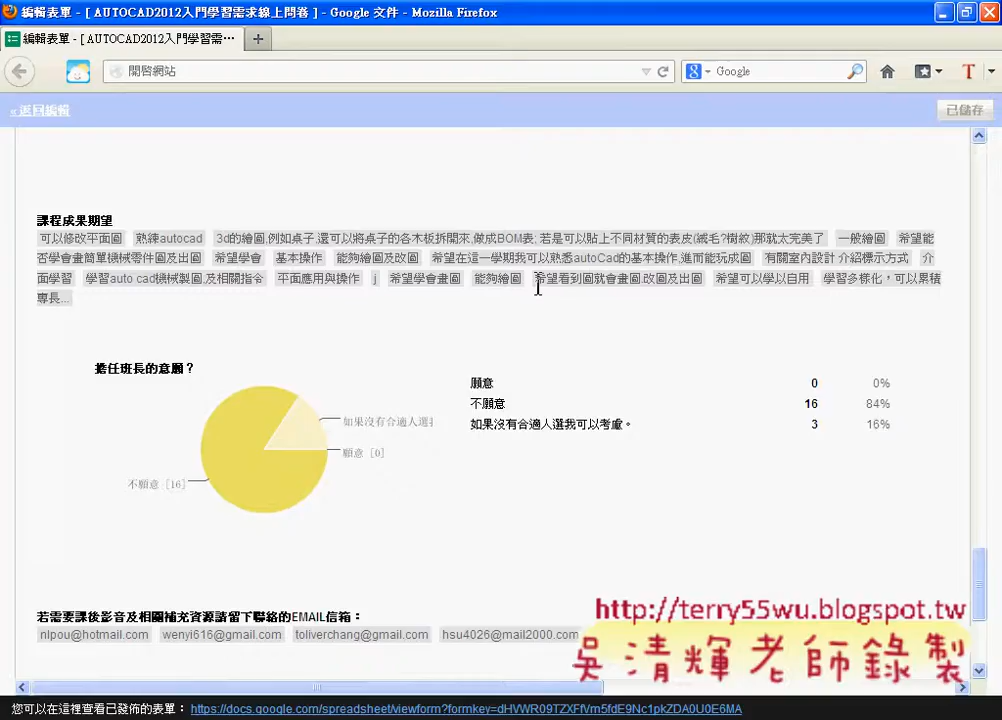 編輯表單 - [ AUTOCAD2012入門學習需求線上問卷 ] - Google 文件 - Mozilla Firefox
編輯表單 - [ AUTOCAD2012入門學習需…
開啓網站
Google
«返回編輯
已儲存
課程成果期望
可以修改平面圖 熟練autocad 3d的繪圖,例如桌子,還可以將桌子的各木板拆開來,做成BOM表; 若是可以貼上不同材質的表皮(絨毛?樹紋)那就太完美了 一般繪圖 希望能
否學會畫簡單機械零件圖及出圖 希望學會 基本操作 能夠繪圖及改圖 希望在這一學期我可以熟悉autoCad的基本操作,進而能玩成圖 有關室內設計 介紹標示方式 介
面學習 學習auto cad機械製圖,及相關指令 平面應用與操作 j 希望學會畫圖 能夠繪圖 希望看到圖就會畫圖.改圖及出圖 希望可以學以自用 學習多樣化，可以累積
專長...
擔任班長的意願？
如果沒有合適人選我
願意 [0]
不願意 [16]
願意 0 0%
不願意 16 84%
如果沒有合適人選我可以考慮。 3 16%
若需要課後影音及相關補充資源請留下聯絡的EMAIL信箱：
nlpou@hotmail.com wenyi616@gmail.com toliverchang@gmail.com hsu4026@mail2000.com
http://terry55wu.blogspot.tw
吳清輝老師錄製
您可以在這裡查看已發佈的表單： https://docs.google.com/spreadsheet/viewform?formkey=dHVWR09TZXFfVm5fdE9Nc1pkZDA0U0E6MA